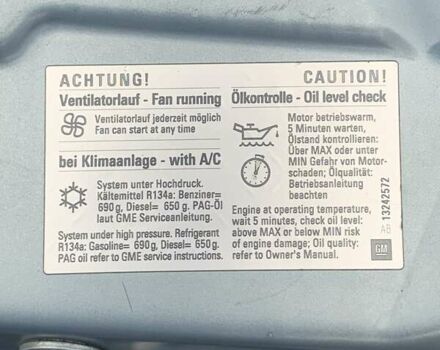 ACHTUNG!
Ventilatorlauf - Fan running
Ventilatorlauf jederzeit möglich
Fan can start at any time
bei Klimaanlage - with A/C
System unter Hochdruck.
Kältemittel R134a: Benziner=
690g, Diesel= 650 g. PAG-Öl
laut GME Serviceanleitung.
System under high pressure. Refrigerant
R134a: Gasoline= 690g, Diesel= 650 g.
PAG oil refer to GME service instructions.
CAUTION!
Ölkontrolle - Oil level check
Motor betriebswarm,
5 Minuten warten,
Ölstand kontrollieren:
Über MAX oder unter
MIN Gefahr von Motor-
schaden; Ölqualität:
Betriebsanleitung
beachten
Engine at operating temperature,
wait 5 minutes, check oil level:
above MAX or below MIN risk
of engine damage; Oil quality:
refer to Owner's Manual.
13242572
AB
GM